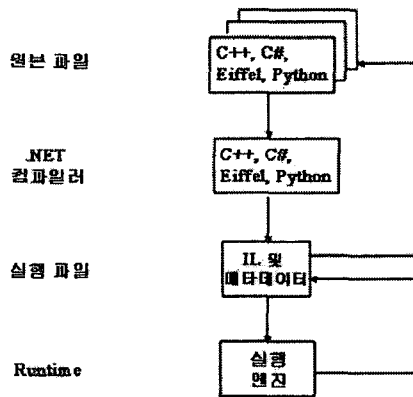 원본 파일
C++, C#,
Eiffel, Python
.NET
컴파일러
C++, C#,
Eiffel, Python
실행 파일
IL 및
메타데이터
Runtime
실행
엔진